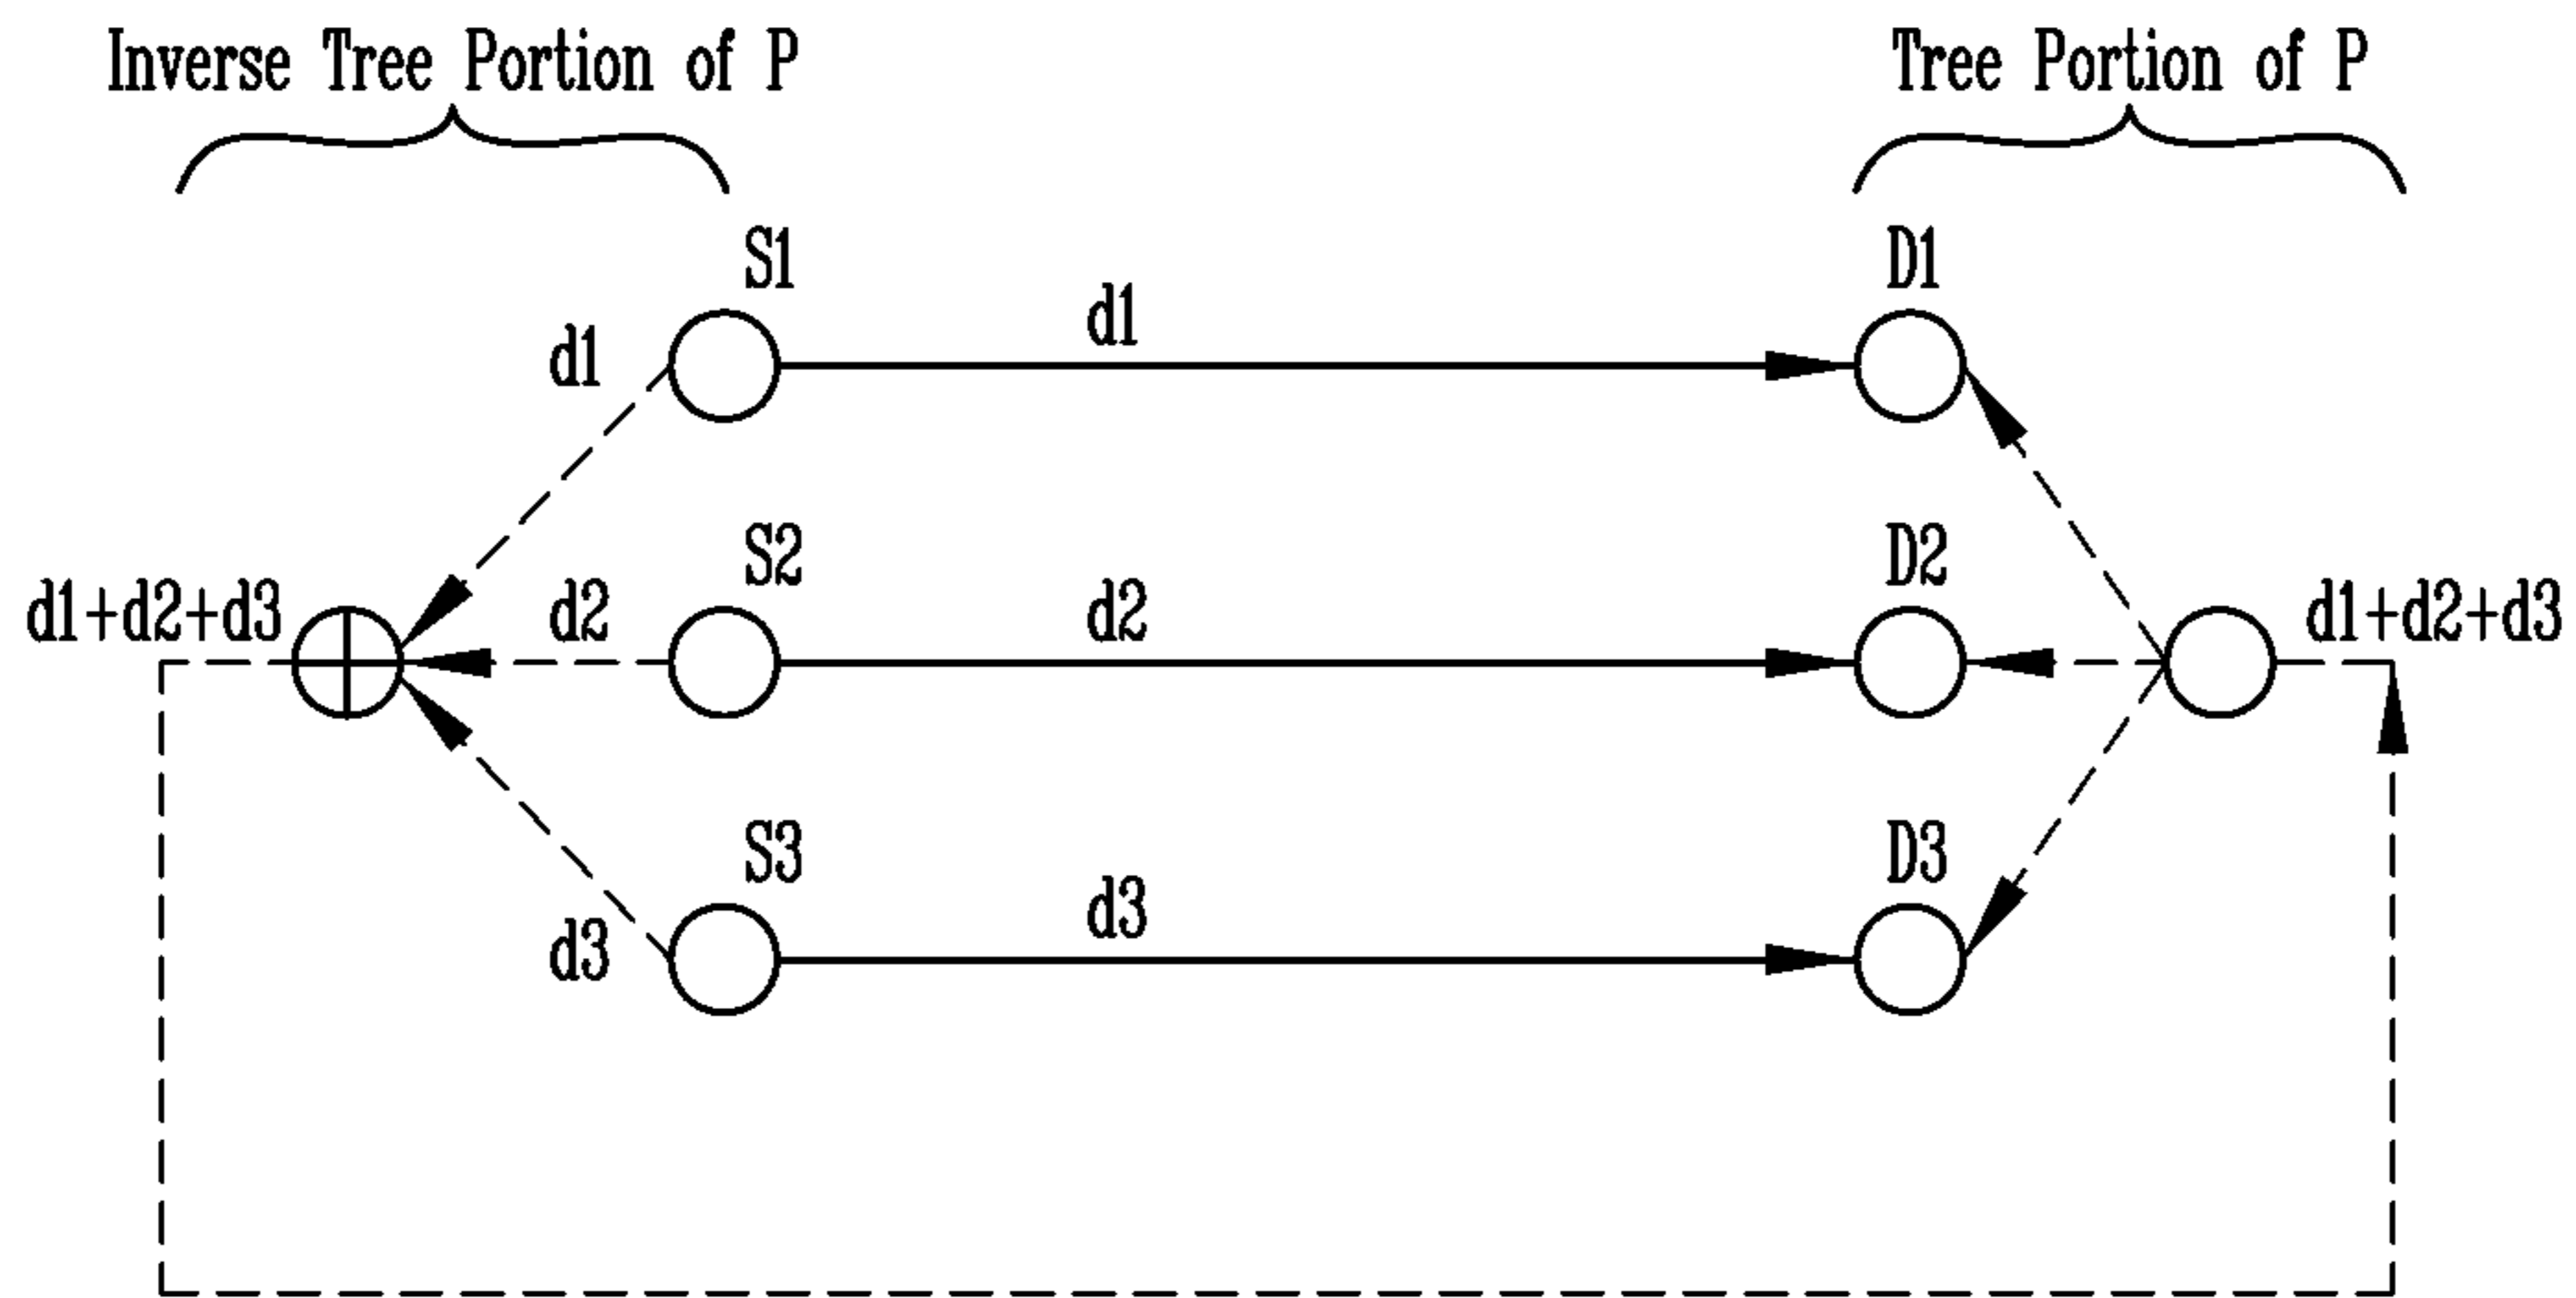 Inverse Tree Portion of P
Tree Portion of P
S1
D1
d1
d1
S2
D2
d1+d2+d3
d2
d2
d1+d2+d3
S3
D3
d3
d3